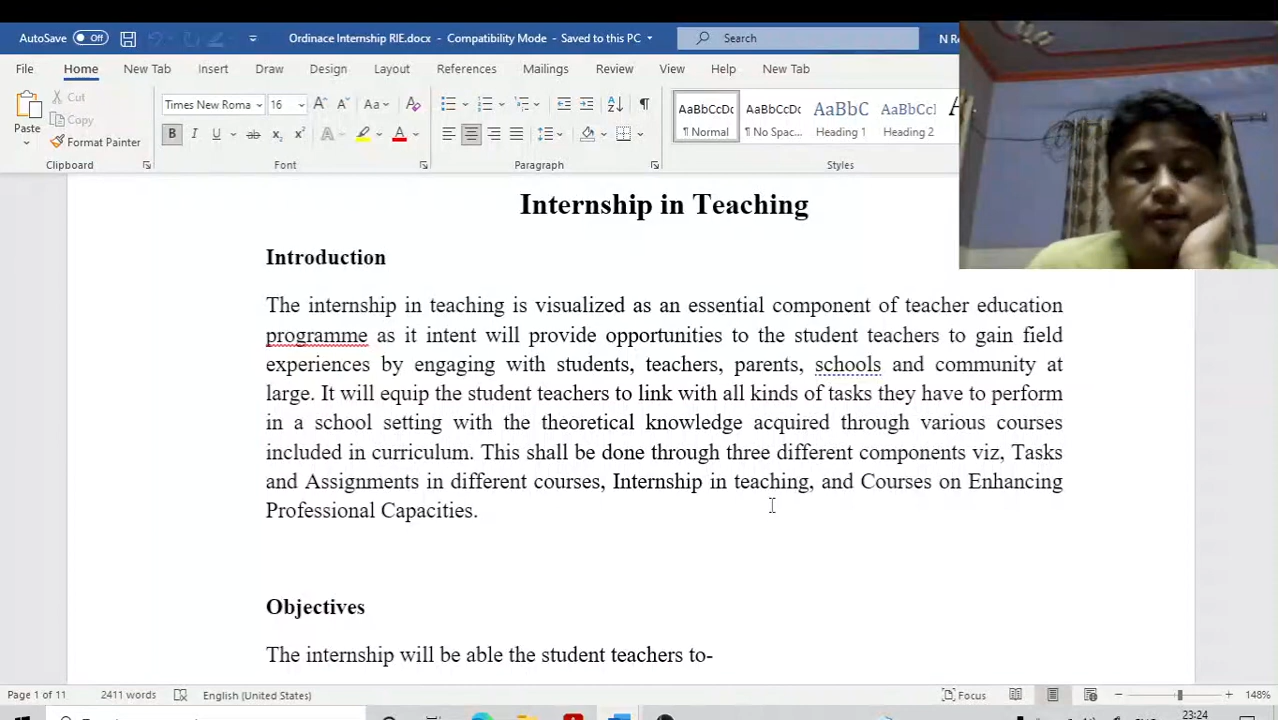 AutoSave Off Ordinace Internship RIE.docx - Compatibility Mode - Saved to this PC Search N Re
File Home New Tab Insert Draw Design Layout References Mailings Review View Help New Tab
Paste Cut
Copy
Format Painter
Times New Roma 16
Aa
B I U ab x₂ x² A A
AaBbCcDc AaBbCcDc AaBbC AaBbCcI
¶ Normal ¶ No Spac... Heading 1 Heading 2
Clipboard Font Paragraph Styles
Internship in Teaching
Introduction
The internship in teaching is visualized as an essential component of teacher education
programme as it intent will provide opportunities to the student teachers to gain field
experiences by engaging with students, teachers, parents, schools and community at
large. It will equip the student teachers to link with all kinds of tasks they have to perform
in a school setting with the theoretical knowledge acquired through various courses
included in curriculum. This shall be done through three different components viz, Tasks
and Assignments in different courses, Internship in teaching, and Courses on Enhancing
Professional Capacities.
Objectives
The internship will be able the student teachers to-
Page 1 of 11 2411 words English (United States) Focus 148%
23:24